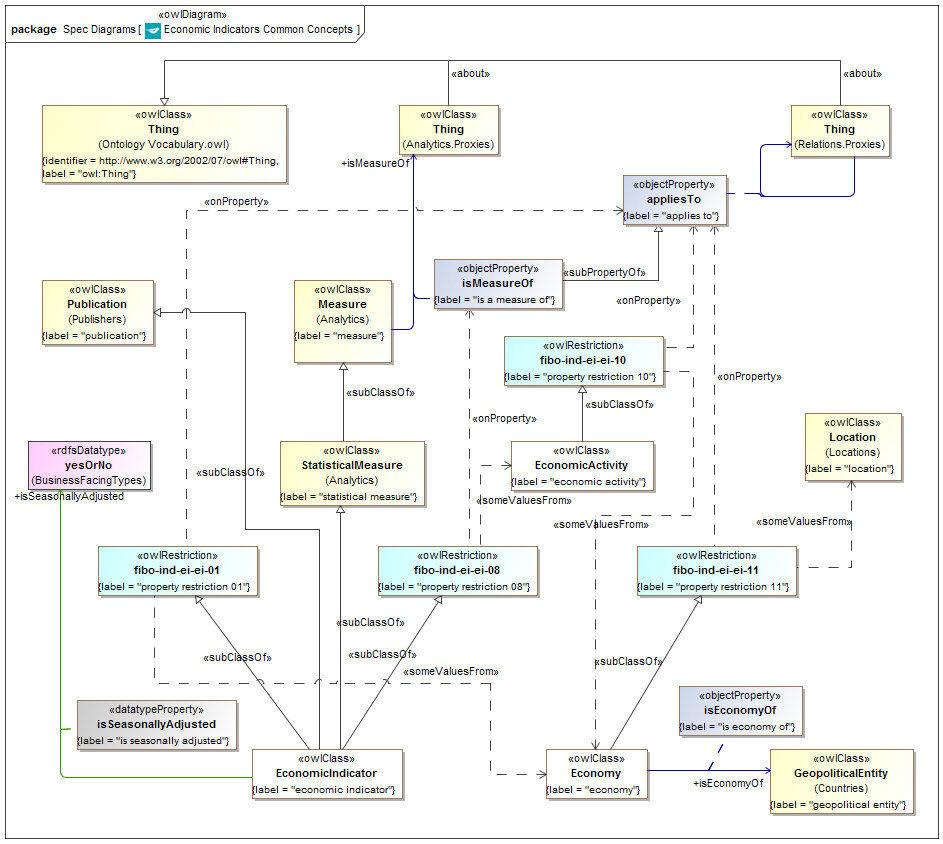 «owlDiagram»
package Spec Diagrams [ Economic Indicators Common Concepts ]
«about»
«about»
«owlClass»
Thing
(Ontology Vocabulary.owl)
{identifier = http://www.w3.org/2002/07/owl#Thing,
label = "owl:Thing"}
«owlClass»
Thing
(Analytics.Proxies)
«owlClass»
Thing
(Relations.Proxies)
+isMeasureOf
«objectProperty»
appliesTo
{label = "applies to"}
«onProperty»
«objectProperty»
isMeasureOf
{label = "is a measure of"}
«subPropertyOf»
«onProperty»
«owlClass»
Publication
(Publishers)
{label = "publication"}
«owlClass»
Measure
(Analytics)
{label = "measure"}
«owlRestriction»
fibo-ind-ei-ei-10
{label = "property restriction 10"}
«onProperty»
«subClassOf»
«subClassOf»
«onProperty»
«owlClass»
Location
(Locations)
{label = "location"}
«rdfsDatatype»
yesOrNo
(BusinessFacingTypes)
+isSeasonallyAdjusted
«subClassOf»
«owlClass»
StatisticalMeasure
(Analytics)
{label = "statistical measure"}
«owlClass»
EconomicActivity
{label = "economic activity"}
«someValuesFrom»
«someValuesFrom»
«someValuesFrom»
«owlRestriction»
fibo-ind-ei-ei-01
{label = "property restriction 01"}
«owlRestriction»
fibo-ind-ei-ei-08
{label = "property restriction 08"}
«owlRestriction»
fibo-ind-ei-ei-11
{label = "property restriction 11"}
«subClassOf»
«subClassOf»
«subClassOf»
«subClassOf»
«someValuesFrom»
«datatypeProperty»
isSeasonallyAdjusted
{label = "is seasonally adjusted"}
«objectProperty»
isEconomyOf
{label = "is economy of"}
«owlClass»
EconomicIndicator
{label = "economic indicator"}
«owlClass»
Economy
{label = "economy"}
+isEconomyOf
«owlClass»
GeopoliticalEntity
(Countries)
{label = "geopolitical entity"}